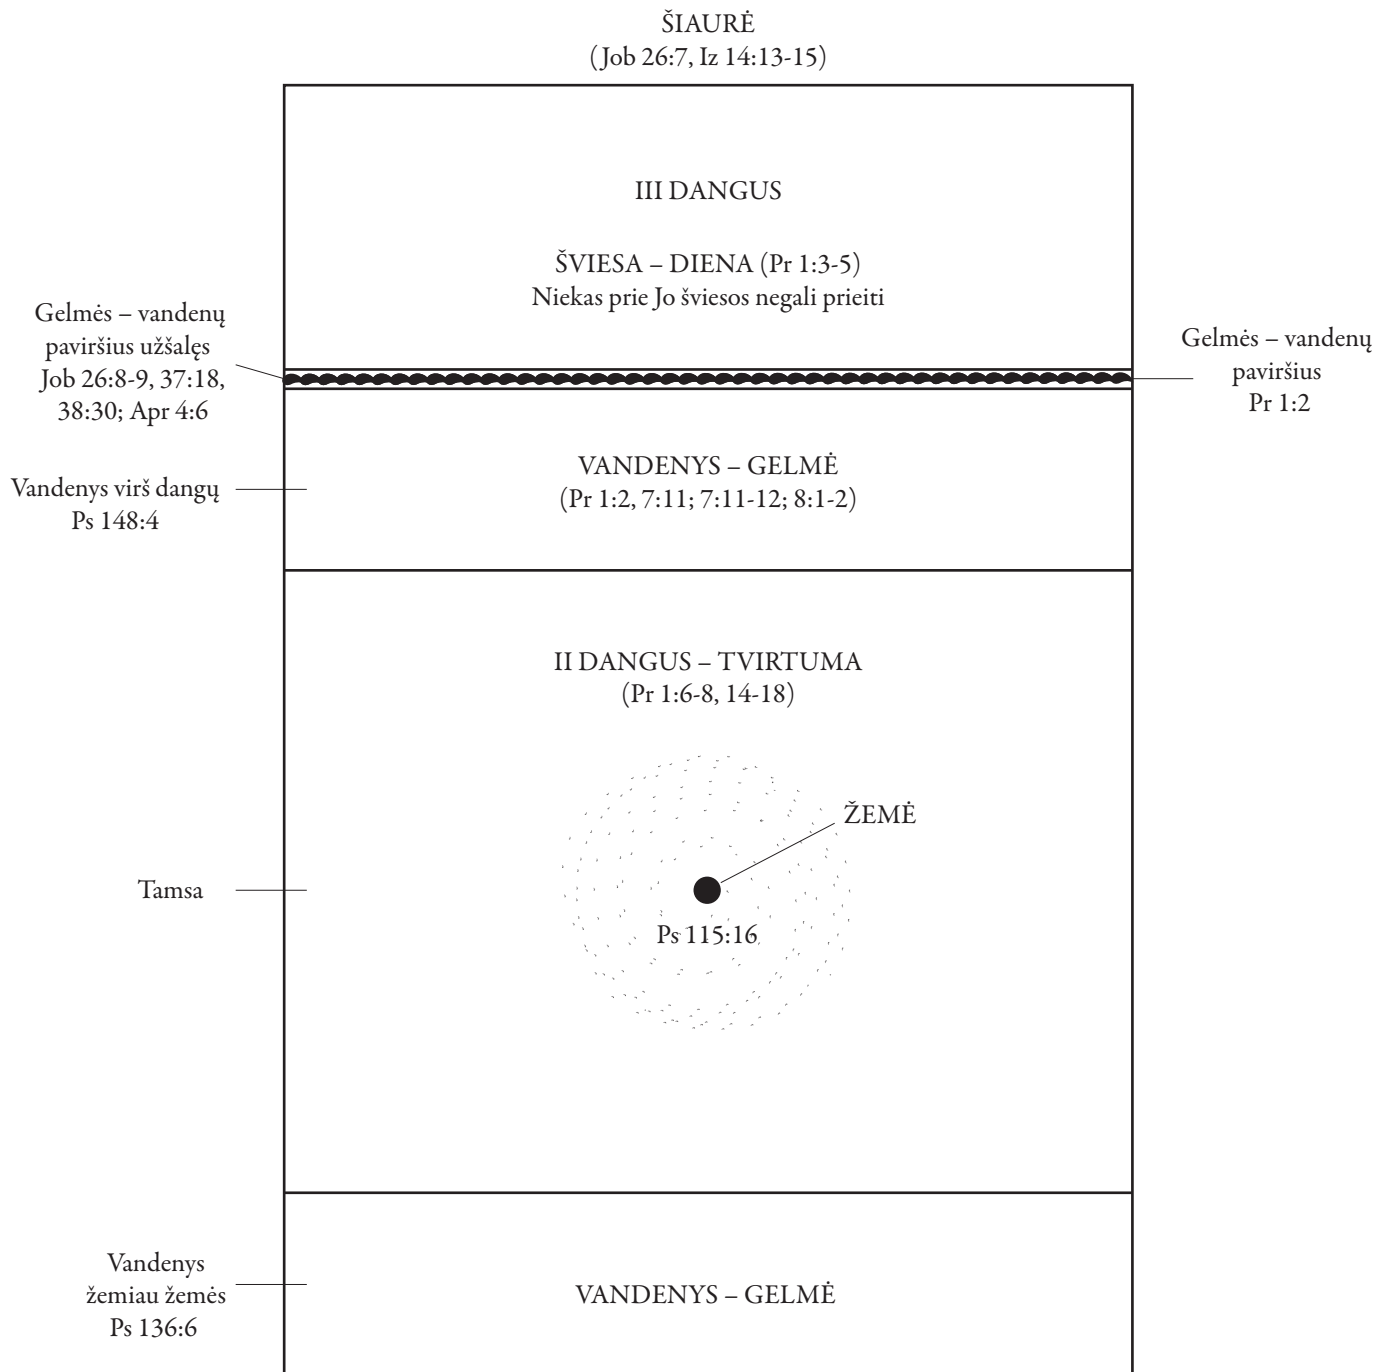 ŠIAURĖ
(Job 26:7, Iz 14:13-15)
III DANGUS
ŠVIESA – DIENA (Pr 1:3-5)
Niekas prie Jo šviesos negali prieiti
Gelmės – vandenų
paviršius užšalęs
Job 26:8-9, 37:18,
38:30; Apr 4:6
Gelmės – vandenų
paviršius
Pr 1:2
VANDENYS – GELMĖ
(Pr 1:2, 7:11; 7:11-12; 8:1-2)
Vandenys virš dangų
Ps 148:4
II DANGUS – TVIRTUMA
(Pr 1:6-8, 14-18)
ŽEMĖ
Tamsa
Ps 115:16
Vandenys
žemiau žemės
Ps 136:6
VANDENYS – GELMĖ